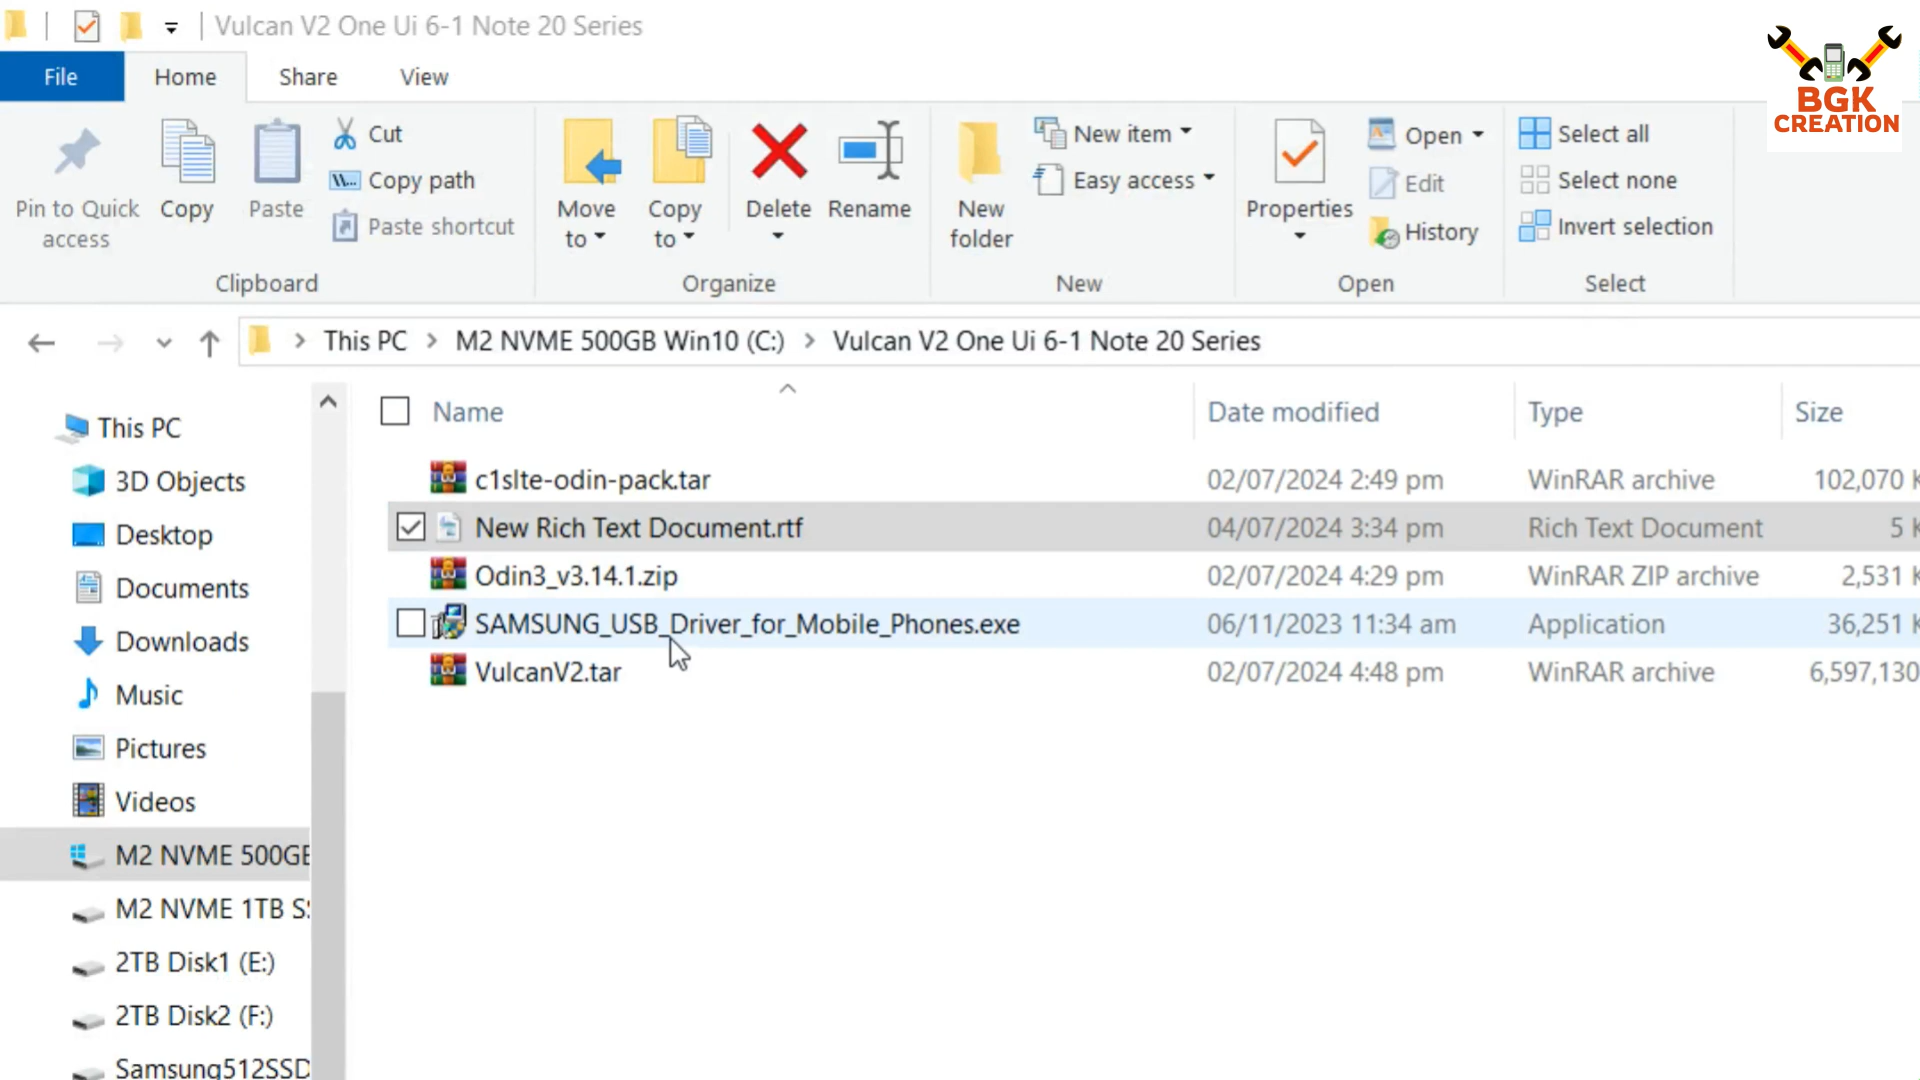 Vulcan V2 One Ui 6-1 Note 20 Series
File Home Share View
BGK
CREATION
Pin to Quick
access
Copy
Paste
Cut
Copy path
Paste shortcut
Clipboard
Move
to
Copy
to
Delete
Rename
Organize
New
folder
New item
Easy access
New
Properties
Open
Edit
History
Open
Select all
Select none
Invert selection
Select
This PC > M2 NVME 500GB Win10 (C:) > Vulcan V2 One Ui 6-1 Note 20 Series
This PC
3D Objects
Desktop
Documents
Downloads
Music
Pictures
Videos
M2 NVME 500GE
M2 NVME 1TB S
2TB Disk1 (E:)
2TB Disk2 (F:)
Samsung512SSD
Name Date modified Type Size
c1slte-odin-pack.tar 02/07/2024 2:49 pm WinRAR archive 102,070 K
New Rich Text Document.rtf 04/07/2024 3:34 pm Rich Text Document 5 K
Odin3_v3.14.1.zip 02/07/2024 4:29 pm WinRAR ZIP archive 2,531 K
SAMSUNG_USB_Driver_for_Mobile_Phones.exe 06/11/2023 11:34 am Application 36,251 K
VulcanV2.tar 02/07/2024 4:48 pm WinRAR archive 6,597,130